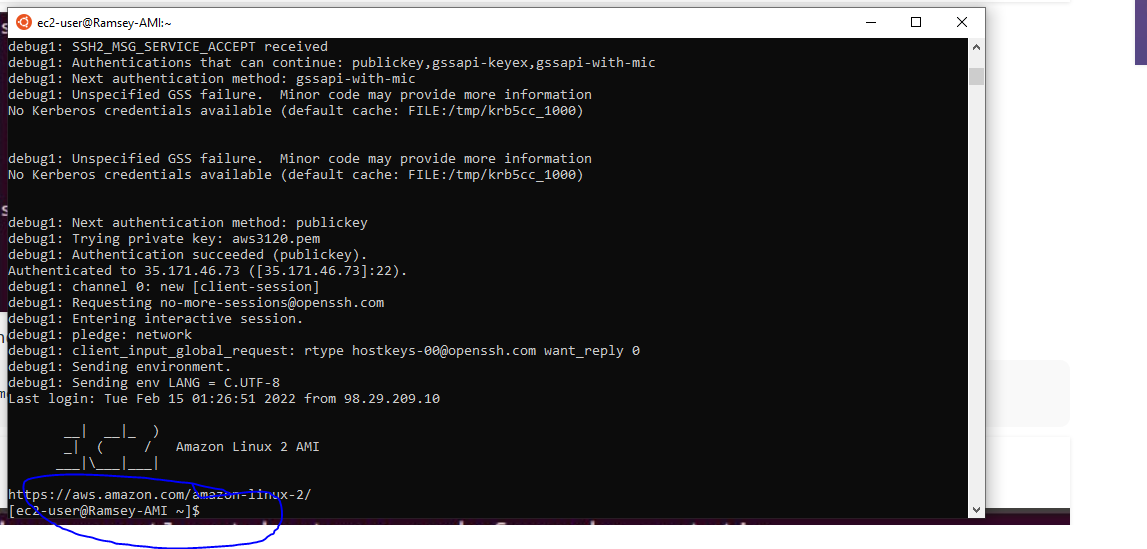 ec2-user@Ramsey-AMI:~
debug1: SSH2_MSG_SERVICE_ACCEPT received
debug1: Authentications that can continue: publickey,gssapi-keyex,gssapi-with-mic
debug1: Next authentication method: gssapi-with-mic
debug1: Unspecified GSS failure.  Minor code may provide more information
No Kerberos credentials available (default cache: FILE:/tmp/krb5cc_1000)
debug1: Unspecified GSS failure.  Minor code may provide more information
No Kerberos credentials available (default cache: FILE:/tmp/krb5cc_1000)
debug1: Next authentication method: publickey
debug1: Trying private key: aws3120.pem
debug1: Authentication succeeded (publickey).
Authenticated to 35.171.46.73 ([35.171.46.73]:22).
debug1: channel 0: new [client-session]
debug1: Requesting no-more-sessions@openssh.com
debug1: Entering interactive session.
debug1: pledge: network
debug1: client_input_global_request: rtype hostkeys-00@openssh.com want_reply 0
debug1: Sending environment.
debug1: Sending env LANG = C.UTF-8
Last login: Tue Feb 15 01:26:51 2022 from 98.29.209.10
__|  __|_  )
_|  (     /   Amazon Linux 2 AMI
___|\___|___|
https://aws.amazon.com/amazon-linux-2/
[ec2-user@Ramsey-AMI ~]$